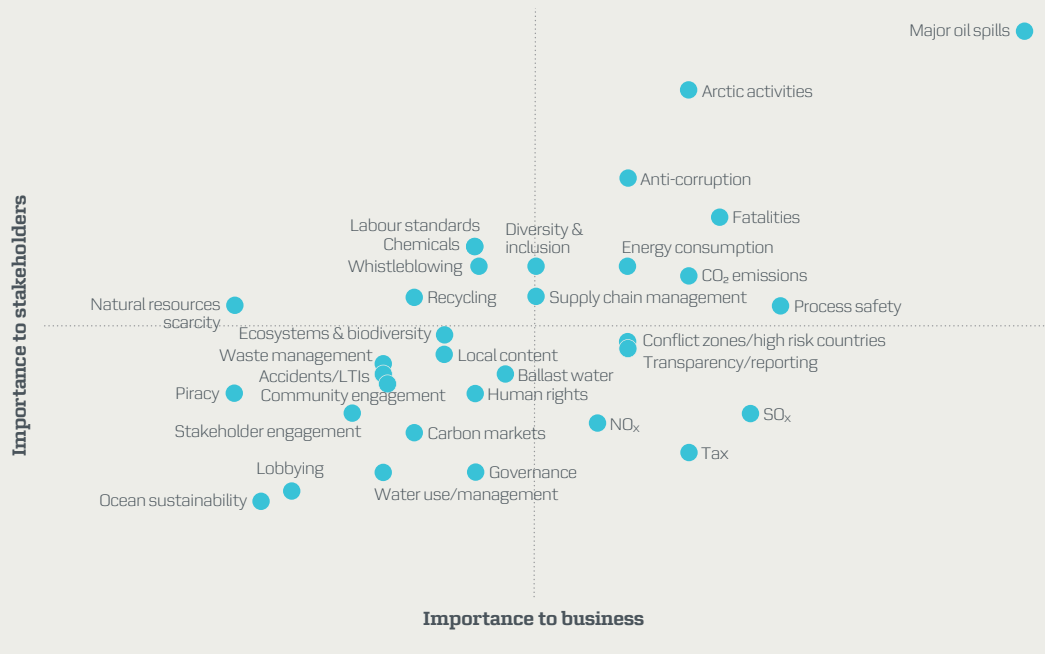 Major oil spills
Arctic activities
Anti-corruption
Fatalities
Labour standards
Chemicals
Whistleblowing
Diversity &
inclusion
Energy consumption
CO₂ emissions
Recycling
Supply chain management
Process safety
Natural resources
scarcity
Ecosystems & biodiversity
Conflict zones/high risk countries
Waste management
Local content
Transparency/reporting
Accidents/LTIs
Ballast water
Piracy
Community engagement
Human rights
Stakeholder engagement
Carbon markets
NOₓ
SOₓ
Tax
Lobbying
Governance
Water use/management
Ocean sustainability
Importance to stakeholders
Importance to business